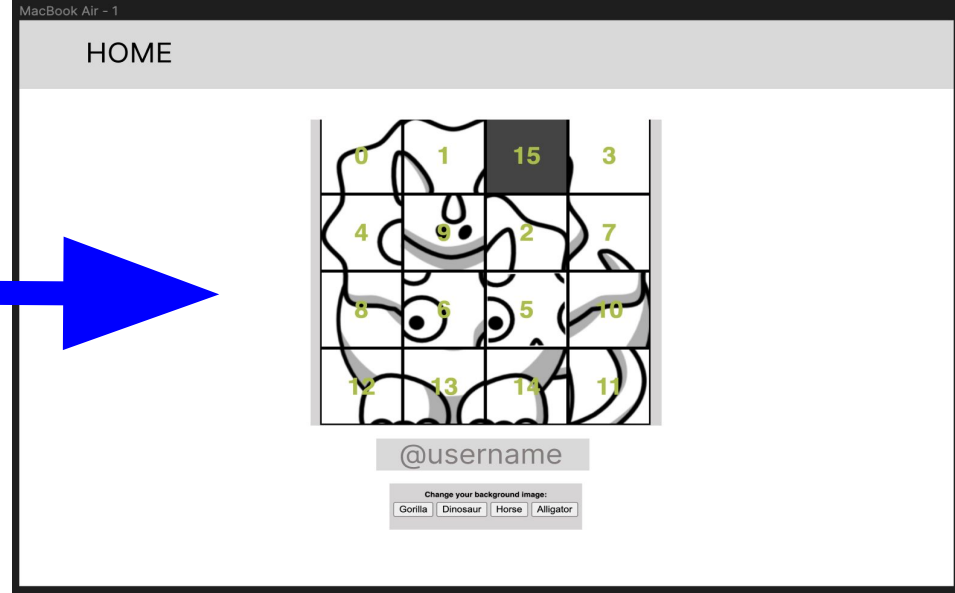 MacBook Air - 1
HOME
0 1 15 3
4 9 2 7
8 6 5 10
12 13 14 11
@username
Change your background image:
Gorilla Dinosaur Horse Alligator